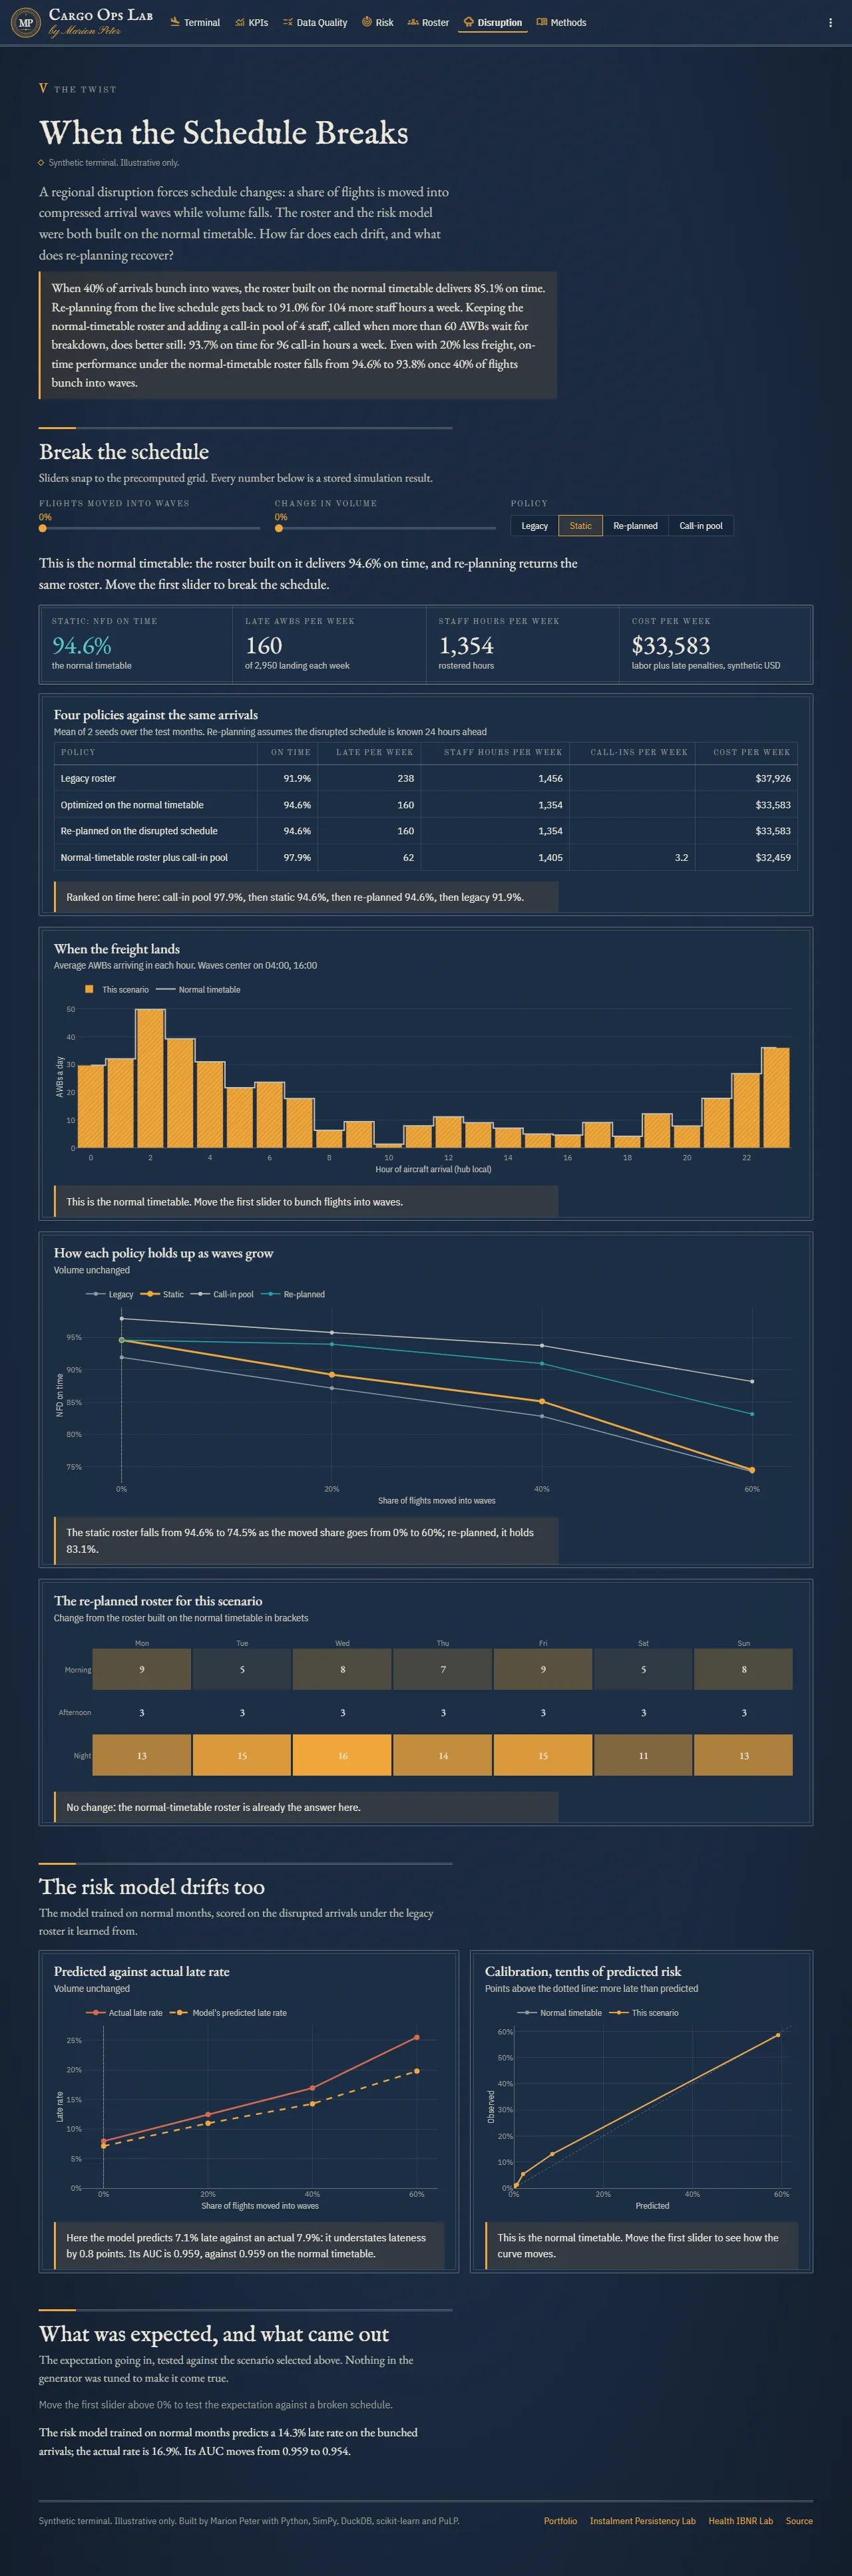 MP
Cargo Ops Lab
by Marion Peter
Terminal
KPIs
Data Quality
Risk
Roster
Disruption
Methods
V THE TWIST
When the Schedule Breaks
Synthetic terminal. Illustrative only.
A regional disruption forces schedule changes: a share of flights is moved into
compressed arrival waves while volume falls. The roster and the risk model
were both built on the normal timetable. How far does each drift, and what
does re-planning recover?
When 40% of arrivals bunch into waves, the roster built on the normal timetable delivers 85.1% on time.
Re-planning from the live schedule gets back to 91.0% for 104 more staff hours a week. Keeping the
normal-timetable roster and adding a call-in pool of 4 staff, called when more than 60 AWBs wait for
breakdown, does better still: 93.7% on time for 96 call-in hours a week. Even with 20% less freight, on-
time performance under the normal-timetable roster falls from 94.6% to 93.8% once 40% of flights
bunch into waves.
Break the schedule
Sliders snap to the precomputed grid. Every number below is a stored simulation result.
FLIGHTS MOVED INTO WAVES
0%
CHANGE IN VOLUME
0%
POLICY
Legacy
Static
Re-planned
Call-in pool
This is the normal timetable: the roster built on it delivers 94.6% on time, and re-planning returns the
same roster. Move the first slider to break the schedule.
STATIC: NFD ON TIME
94.6%
the normal timetable
LATE AWBS PER WEEK
160
of 2,950 landing each week
STAFF HOURS PER WEEK
1,354
rostered hours
COST PER WEEK
$33,583
labor plus late penalties, synthetic USD
Four policies against the same arrivals
Mean of 2 seeds over the test months. Re-planning assumes the disrupted schedule is known 24 hours ahead
POLICY ON TIME LATE PER WEEK STAFF HOURS PER WEEK CALL-INS PER WEEK COST PER WEEK
Legacy roster 91.9% 238 1,456 $37,926
Optimized on the normal timetable 94.6% 160 1,354 $33,583
Re-planned on the disrupted schedule 94.6% 160 1,354 $33,583
Normal-timetable roster plus call-in pool 97.9% 62 1,405 3.2 $32,459
Ranked on time here: call-in pool 97.9%, then static 94.6%, then re-planned 94.6%, then legacy 91.9%.
When the freight lands
Average AWBs arriving in each hour. Waves center on 04:00, 16:00
This scenario Normal timetable
50
40
30
20
10
0
AWBs a day
0 2 4 6 8 10 12 14 16 18 20 22
Hour of aircraft arrival (hub local)
This is the normal timetable. Move the first slider to bunch flights into waves.
How each policy holds up as waves grow
Volume unchanged
Legacy Static Call-in pool Re-planned
95%
90%
85%
80%
75%
NFD on time
0% 20% 40% 60%
Share of flights moved into waves
The static roster falls from 94.6% to 74.5% as the moved share goes from 0% to 60%; re-planned, it holds
83.1%.
The re-planned roster for this scenario
Change from the roster built on the normal timetable in brackets
Mon Tue Wed Thu Fri Sat Sun
Morning 9 5 8 7 9 5 8
Afternoon 3 3 3 3 3 3 3
Night 13 15 16 14 15 11 13
No change: the normal-timetable roster is already the answer here.
The risk model drifts too
The model trained on normal months, scored on the disrupted arrivals under the legacy
roster it learned from.
Predicted against actual late rate
Volume unchanged
Actual late rate Model's predicted late rate
25%
20%
15%
10%
5%
0%
Late rate
0% 20% 40% 60%
Share of flights moved into waves
Here the model predicts 7.1% late against an actual 7.9%: it understates lateness
by 0.8 points. Its AUC is 0.959, against 0.959 on the normal timetable.
Calibration, tenths of predicted risk
Points above the dotted line: more late than predicted
Normal timetable This scenario
60%
50%
40%
30%
20%
10%
0%
Observed
0% 20% 40% 60%
Predicted
This is the normal timetable. Move the first slider to see how the
curve moves.
What was expected, and what came out
The expectation going in, tested against the scenario selected above. Nothing in the
generator was tuned to make it come true.
Move the first slider above 0% to test the expectation against a broken schedule.
The risk model trained on normal months predicts a 14.3% late rate on the bunched
arrivals; the actual rate is 16.9%. Its AUC moves from 0.959 to 0.954.
Synthetic terminal. Illustrative only. Built by Marion Peter with Python, SimPy, DuckDB, scikit-learn and PuLP.
Portfolio
Instalment Persistency Lab
Health IBNR Lab
Source